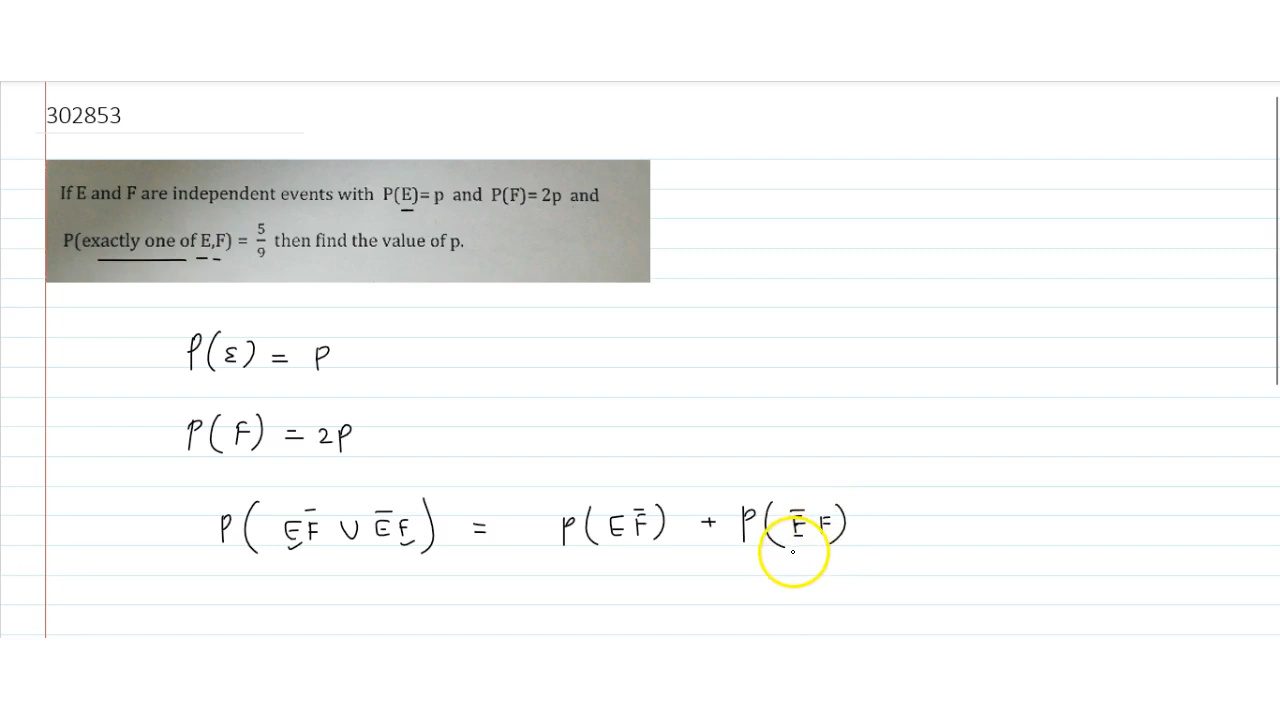 302853
If E and F are independent events with P(E)= p and P(F)= 2p and
P(exactly one of E,F) = 5/9 then find the value of p.
P(E) = P
P(F) = 2P
P( EF̄ ∪ ĒF ) = P(EF̄) + P(ĒF)